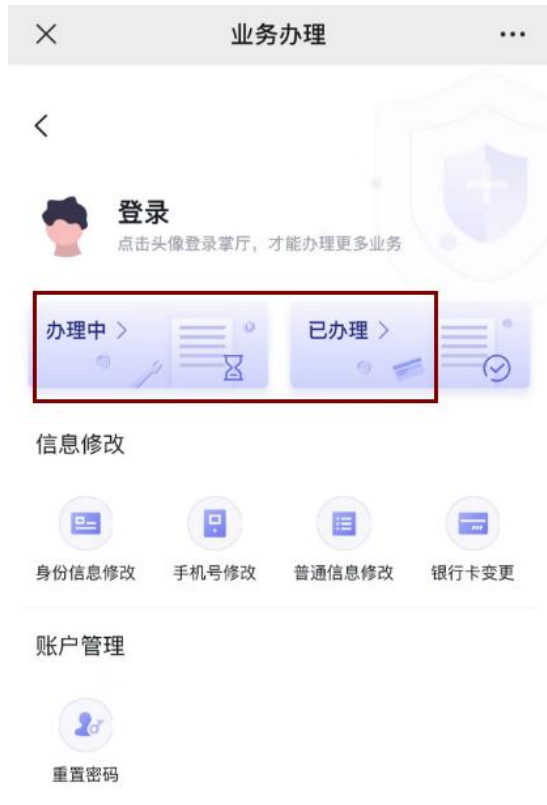 业务办理
登录
点击头像登录掌厅，才能办理更多业务
办理中 已办理
信息修改
身份信息修改 手机号修改 普通信息修改 银行卡变更
账户管理
重置密码